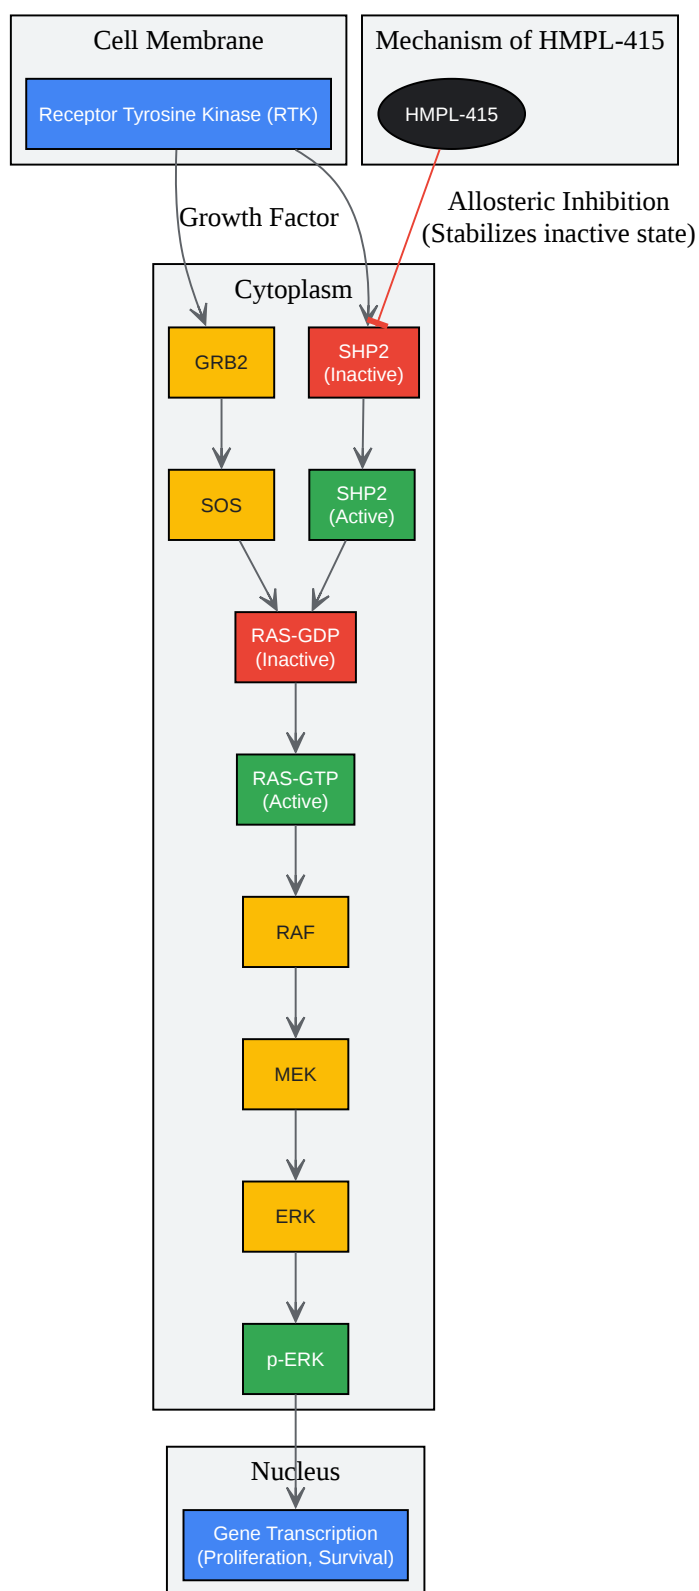 Cell Membrane
Mechanism of HMPL-415
Receptor Tyrosine Kinase (RTK)
HMPL-415
Growth Factor
Allosteric Inhibition
(Stabilizes inactive state)
Cytoplasm
GRB2
SHP2
(Inactive)
SOS
SHP2
(Active)
RAS-GDP
(Inactive)
RAS-GTP
(Active)
RAF
MEK
ERK
p-ERK
Nucleus
Gene Transcription
(Proliferation, Survival)